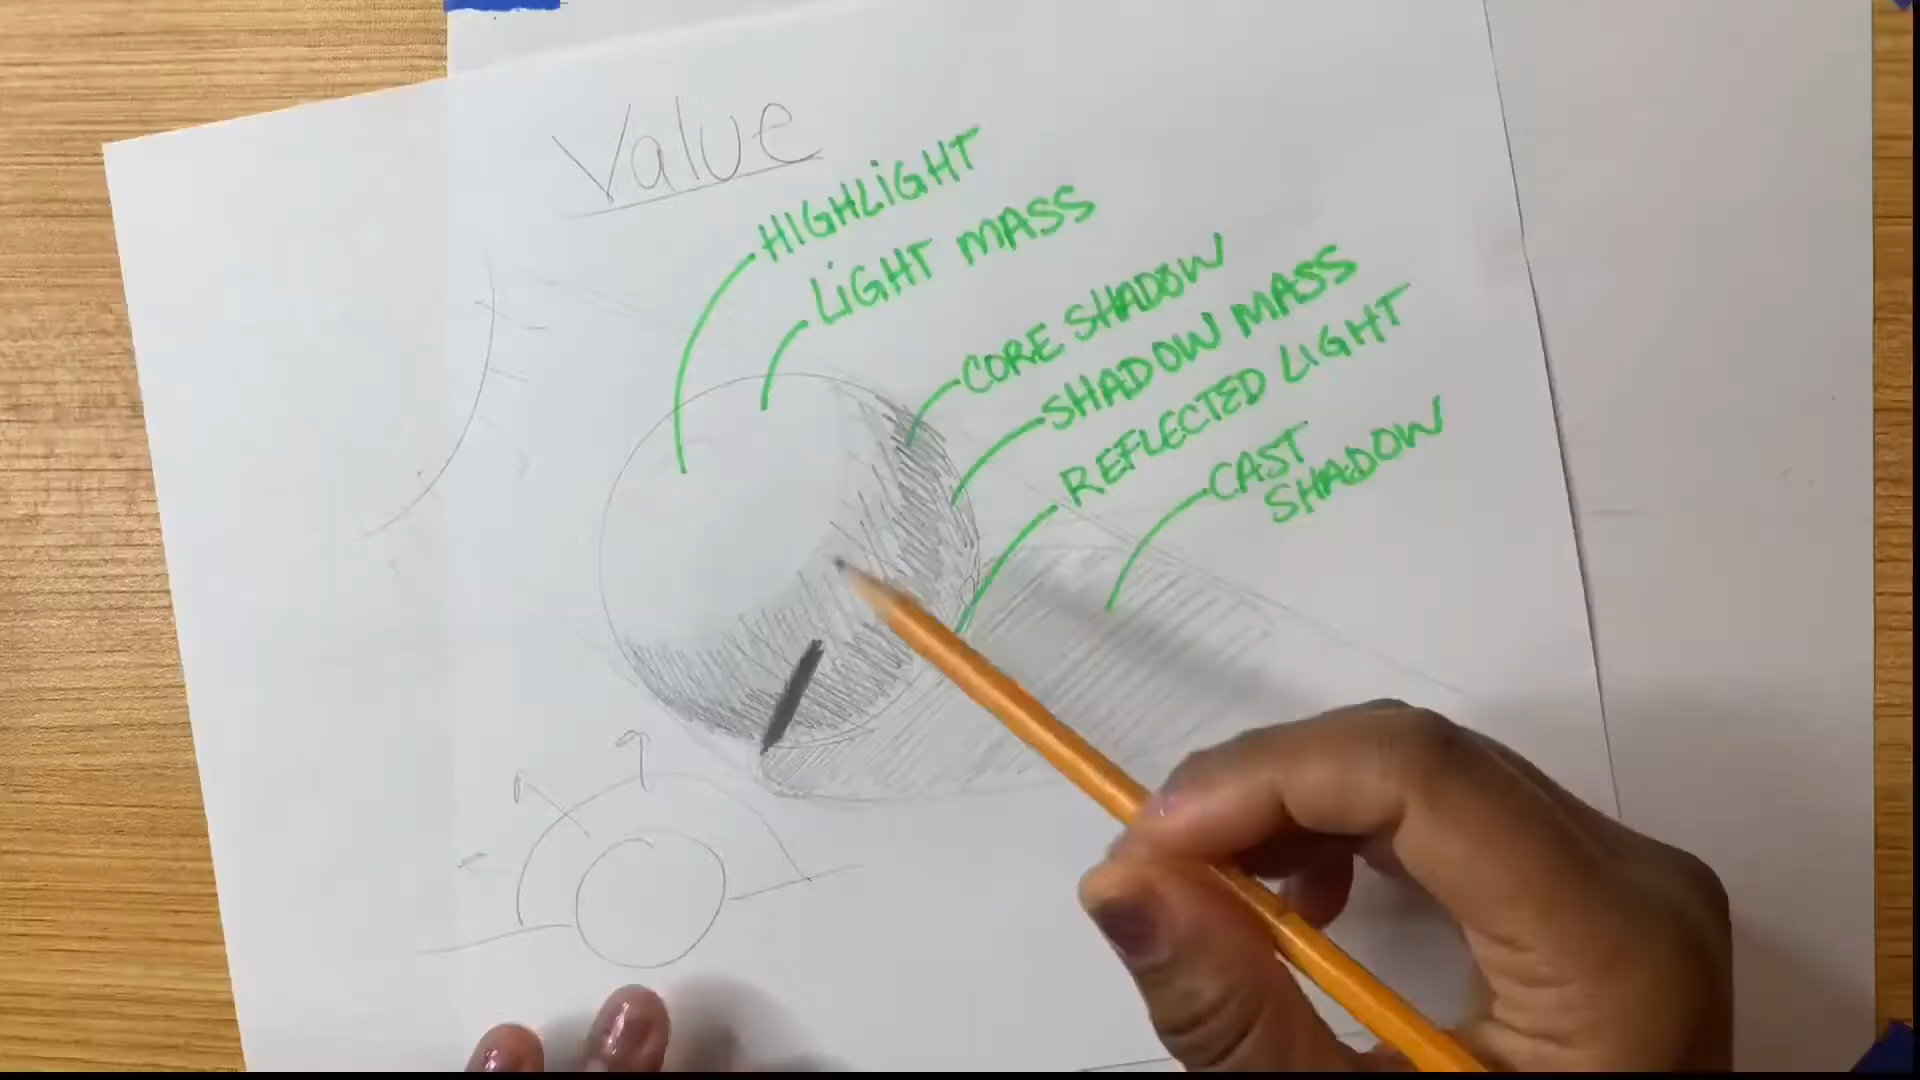 Value
HIGHLIGHT
LIGHT MASS
CORE SHADOW
SHADOW MASS
REFLECTED LIGHT
CAST
SHADOW